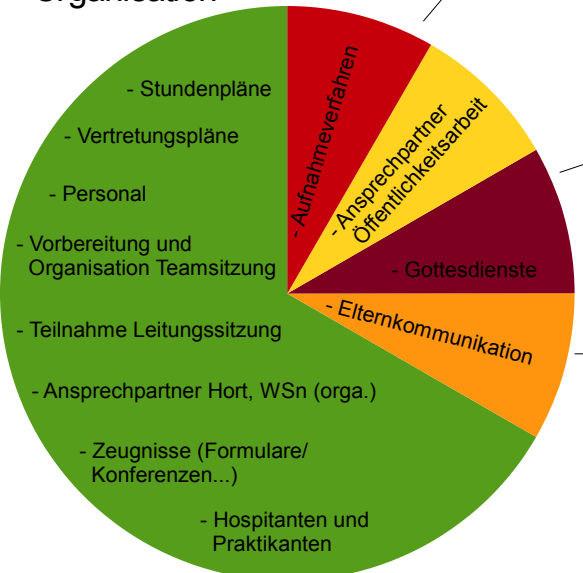 Organisation
- Stundenpläne
- Vertretungspläne
- Personal
- Vorbereitung und
Organisation Teamsitzung
- Teilnahme Leitungssitzung
- Ansprechpartner Hort, WSn (orga.)
- Zeugnisse (Formulare/
Konferenzen...)
- Hospitanten und
Praktikanten
- Aufnahmeverfahren
- Ansprechpartner
Öffentlichkeitsarbeit
- Gottesdienste
- Elternkommunikation